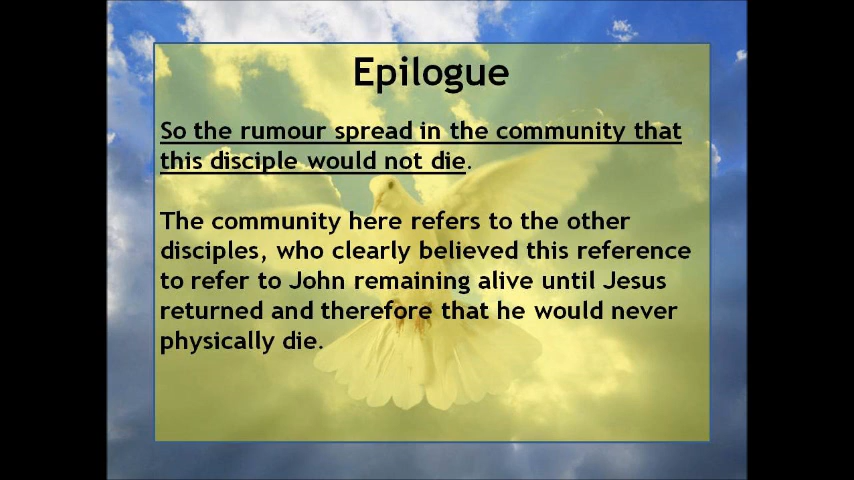 Epilogue
So the rumour spread in the community that
this disciple would not die.
The community here refers to the other
disciples, who clearly believed this reference
to refer to John remaining alive until Jesus
returned and therefore that he would never
physically die.